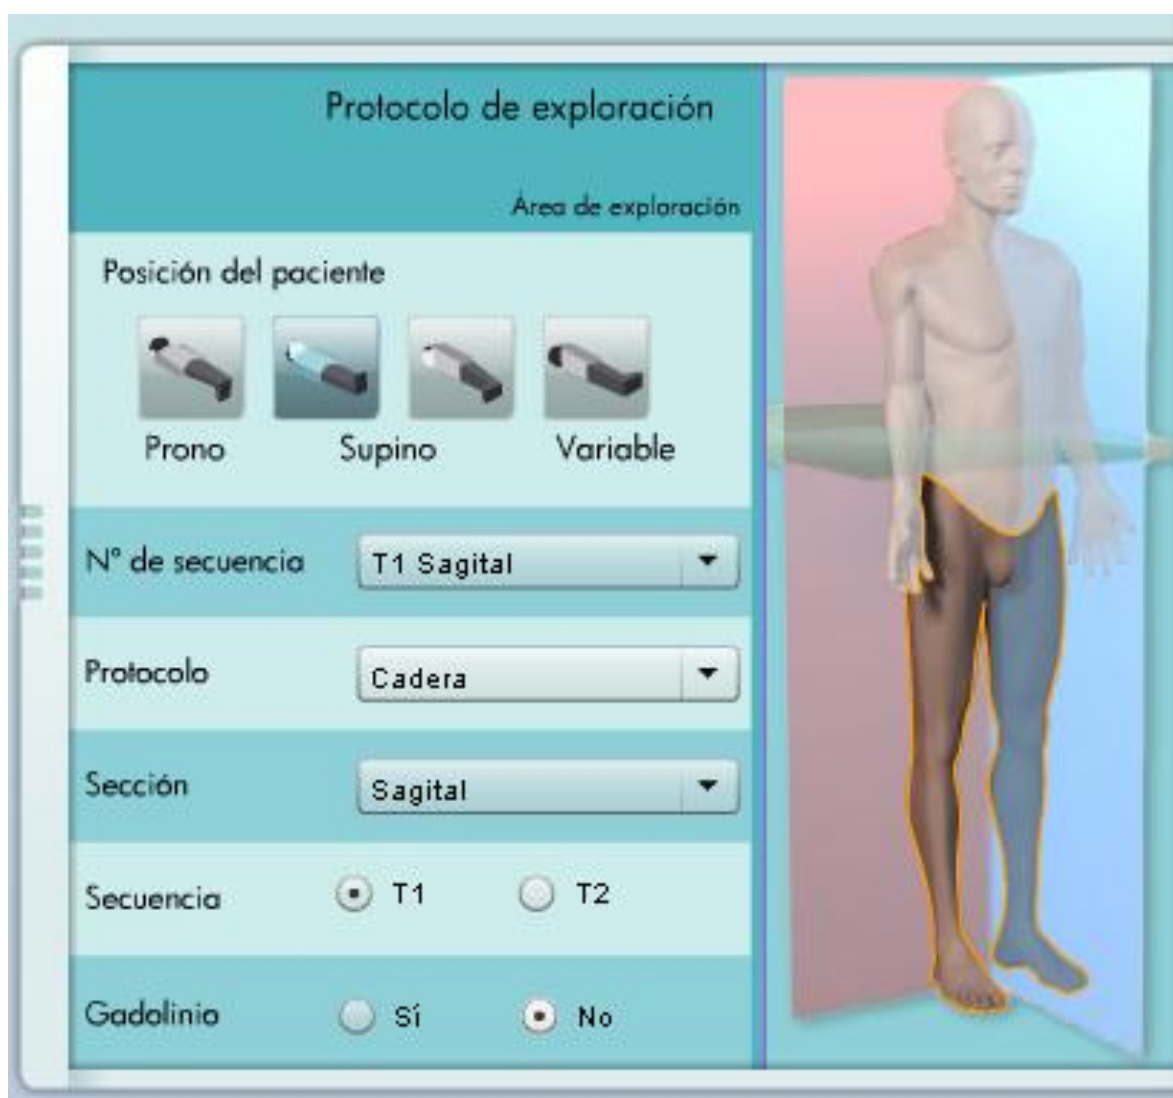 Protocolo de exploración
Área de exploración
Posición del paciente
Prono
Supino
Variable
N° de secuencia
T1 Sagital
Protocolo
Cadera
Sección
Sagital
Secuencia
T1
T2
Gadolinio
Sí
No